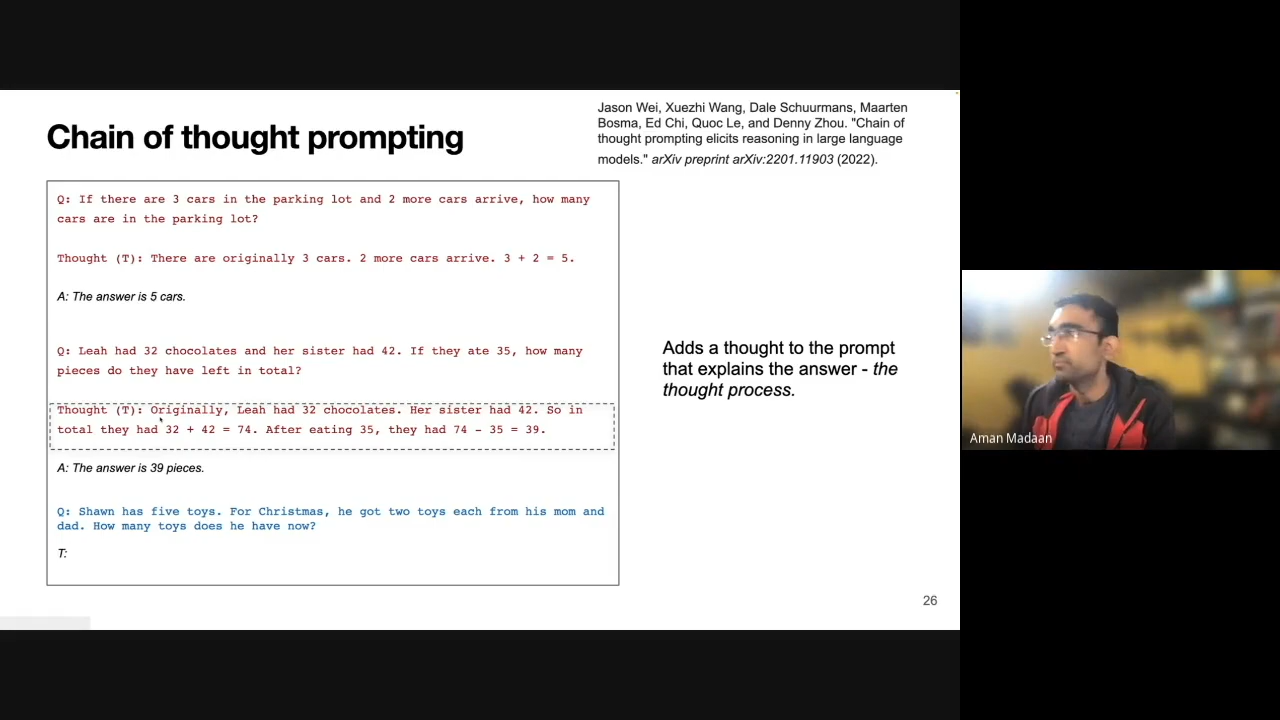 Chain of thought prompting
Jason Wei, Xuezhi Wang, Dale Schuurmans, Maarten
Bosma, Ed Chi, Quoc Le, and Denny Zhou. "Chain of
thought prompting elicits reasoning in large language
models." arXiv preprint arXiv:2201.11903 (2022).
Q: If there are 3 cars in the parking lot and 2 more cars arrive, how many
cars are in the parking lot?
Thought (T): There are originally 3 cars. 2 more cars arrive. 3 + 2 = 5.
A: The answer is 5 cars.
Q: Leah had 32 chocolates and her sister had 42. If they ate 35, how many
pieces do they have left in total?
Thought (T): Originally, Leah had 32 chocolates. Her sister had 42. So in
total they had 32 + 42 = 74. After eating 35, they had 74 - 35 = 39.
A: The answer is 39 pieces.
Q: Shawn has five toys. For Christmas, he got two toys each from his mom and
dad. How many toys does he have now?
T:
Adds a thought to the prompt
that explains the answer - the
thought process.
26
Aman Madaan